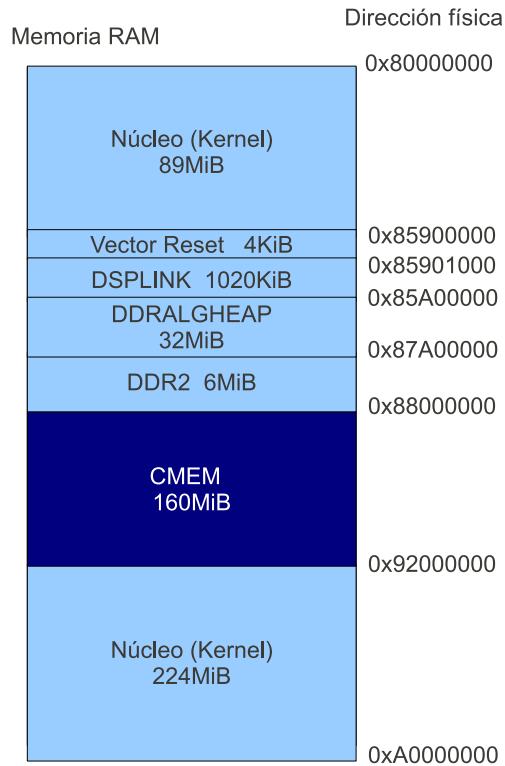 Dirección física
Memoria RAM
0x80000000
Núcleo (Kernel)
89MiB
0x85900000
Vector Reset 4KiB
0x85901000
DSPLINK 1020KiB
0x85A00000
DDRALGHEAP
32MiB
0x87A00000
DDR2 6MiB
0x88000000
CMEM
160MiB
0x92000000
Núcleo (Kernel)
224MiB
0xA0000000